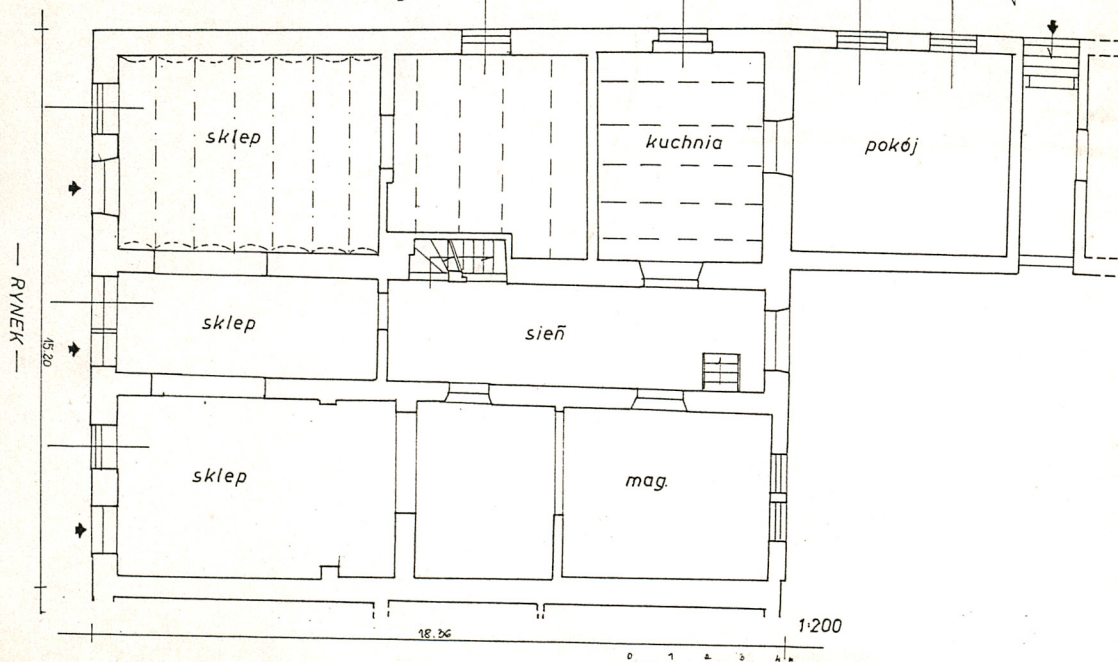 sklep
kuchnia
pokój
— RYNEK —
15.20
sklep
sień
sklep
mag.
18.36
1:200
0 1 2 3 4 m